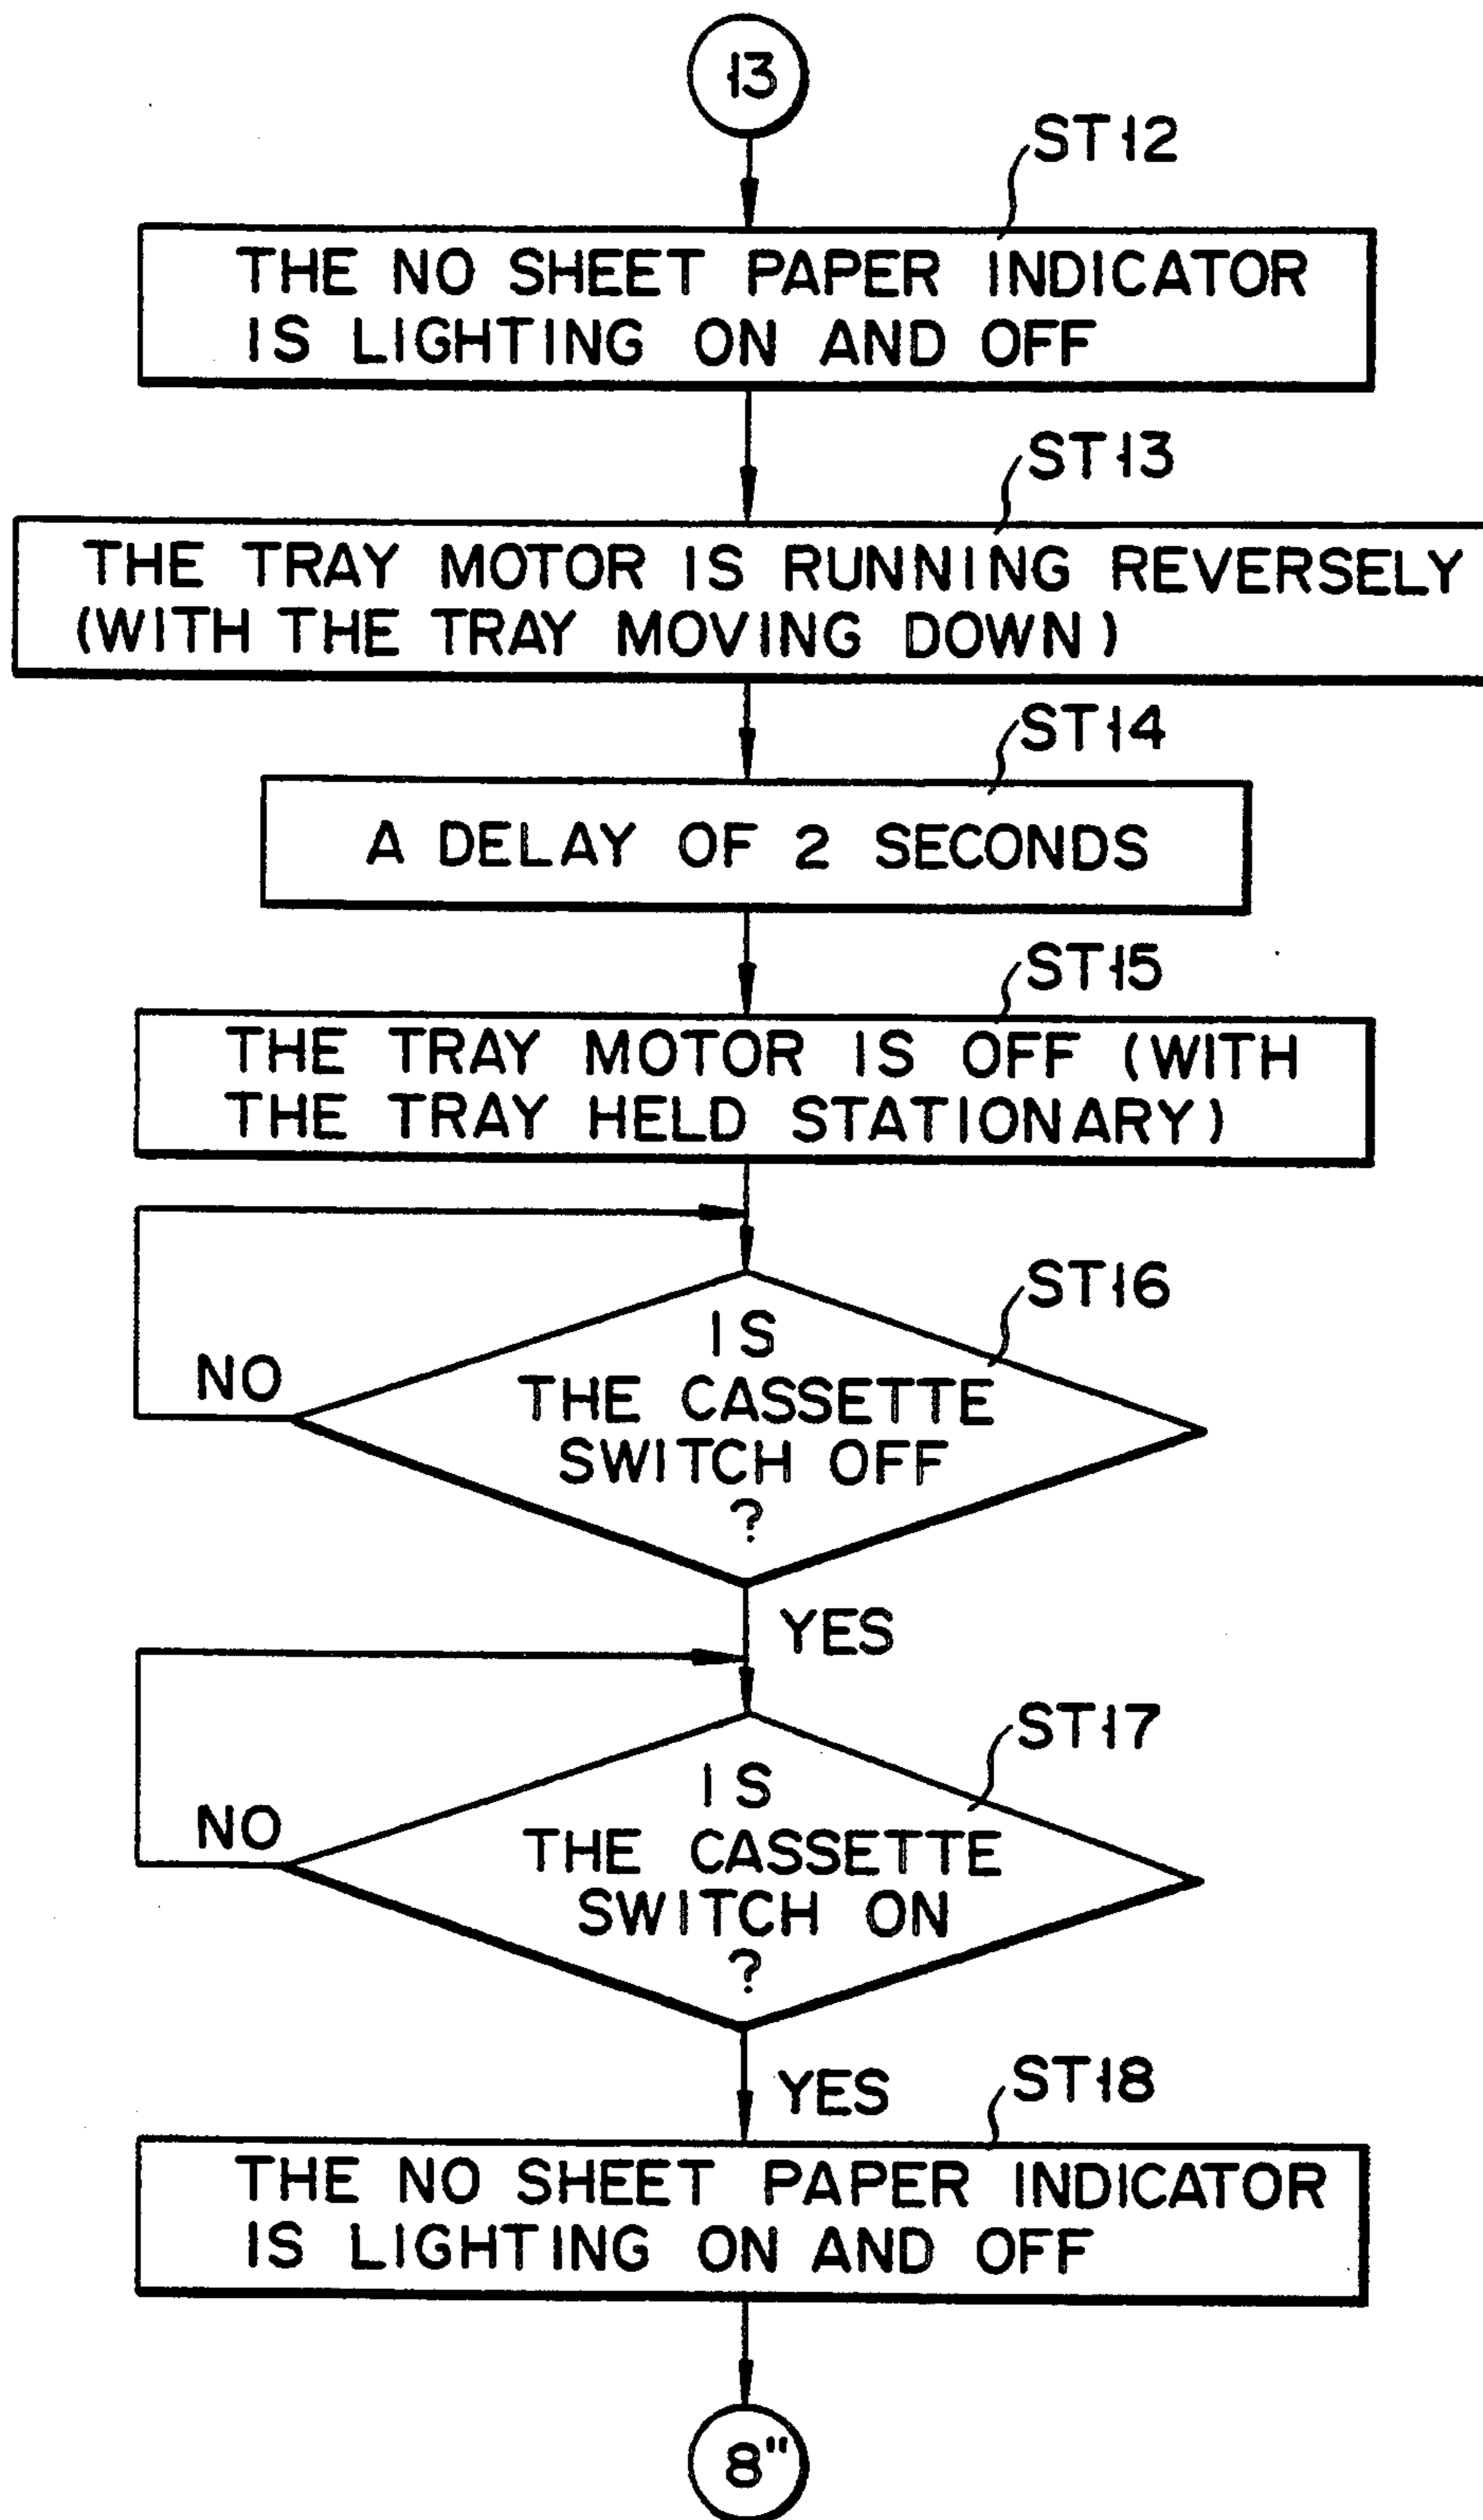 13
ST12
THE NO SHEET PAPER INDICATOR
IS LIGHTING ON AND OFF
ST13
THE TRAY MOTOR IS RUNNING REVERSELY
(WITH THE TRAY MOVING DOWN)
ST14
A DELAY OF 2 SECONDS
ST15
THE TRAY MOTOR IS OFF (WITH
THE TRAY HELD STATIONARY)
ST16
IS
THE CASSETTE
SWITCH OFF
?
NO
YES
ST17
IS
THE CASSETTE
SWITCH ON
?
NO
YES
ST18
THE NO SHEET PAPER INDICATOR
IS LIGHTING ON AND OFF
8"